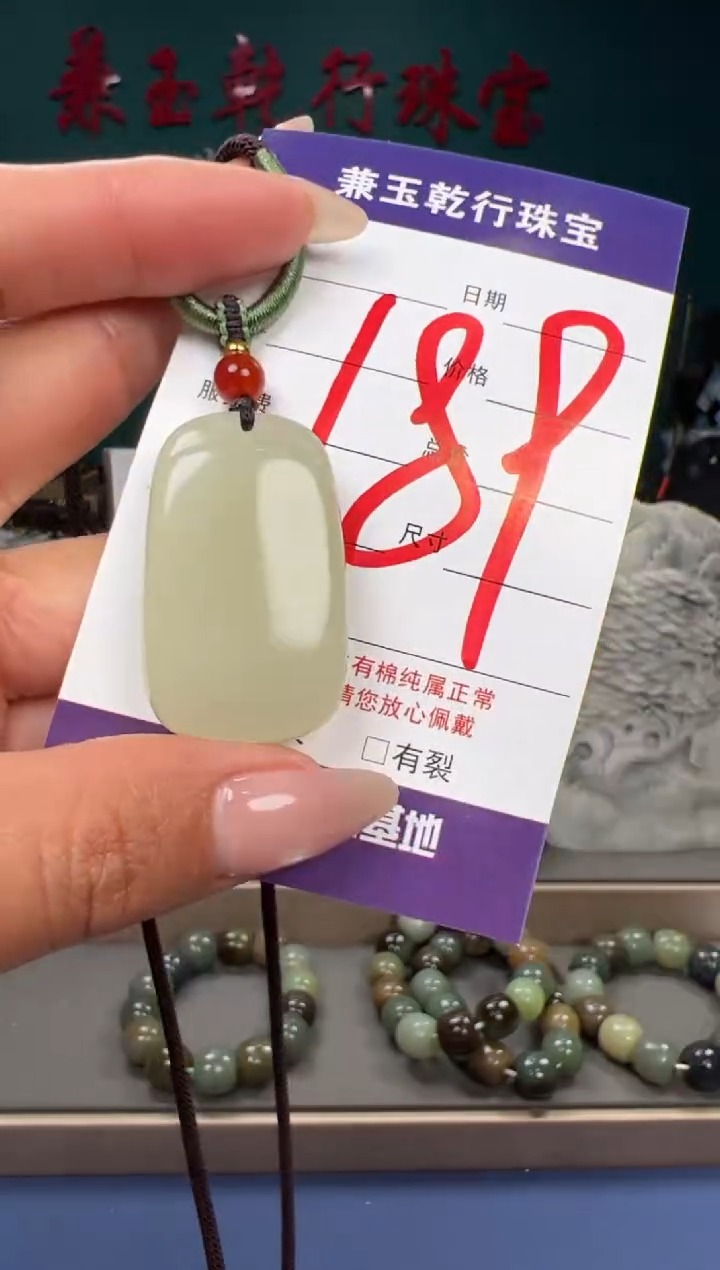 兼玉乾行珠宝
兼玉乾行珠宝
日期
价格
尺寸
189
有棉纯属正常
请您放心佩戴
□有裂
基地